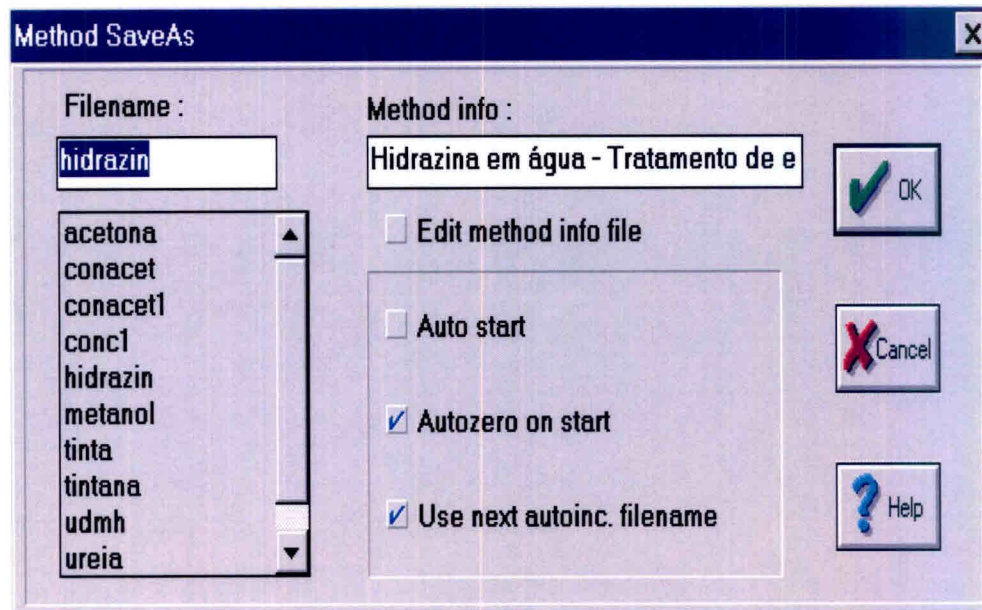 Method SaveAs
Filename :
hidrazin
acetona
conacet
conacet1
conc1
hidrazin
metanol
tinta
tintana
udmh
ureia
Method info :
Hidrazina em água - Tratamento de e
Edit method info file
Auto start
Autozero on start
Use next autoinc. filename
OK
Cancel
Help